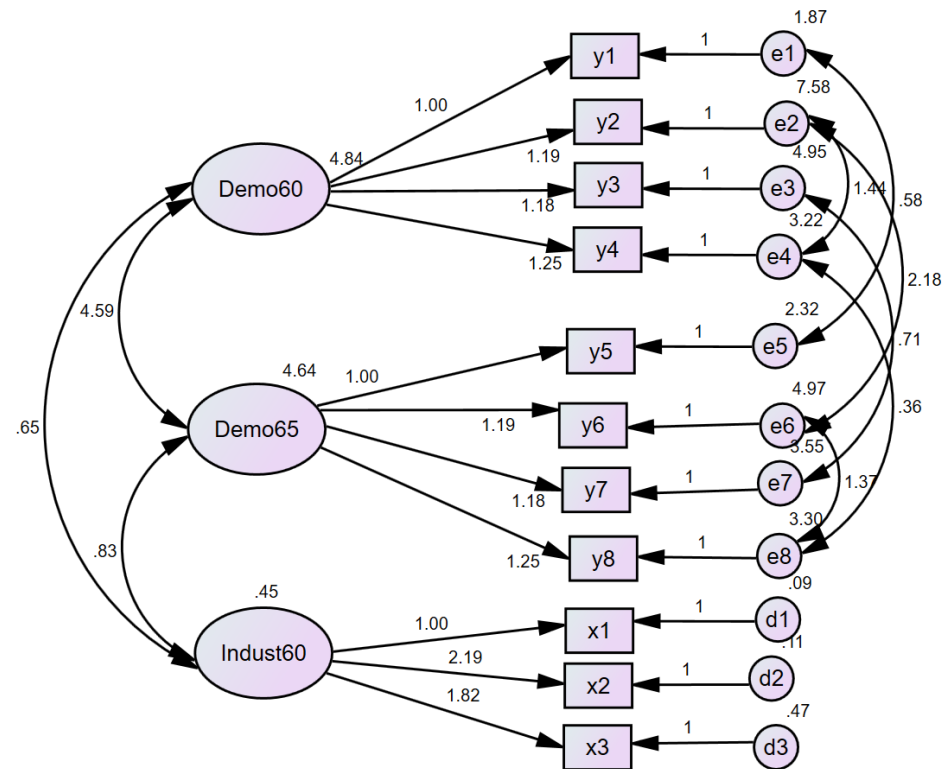 1.87
y1
1
e1
7.58
1.00
y2
1
e2
4.84
1.19
4.95
Demo60
y3
1
e3
1.44
.58
1.18
3.22
y4
1
e4
1.25
2.18
4.59
2.32
y5
1
e5
.71
4.64
1.00
4.97
.36
.65
Demo65
1.19
y6
1
e6
3.55
y7
1
e7
1.37
1.18
3.30
.83
1.25
y8
1
e8
.09
.45
1.00
x1
1
d1
.11
Indust60
2.19
x2
1
d2
1.82
.47
x3
1
d3